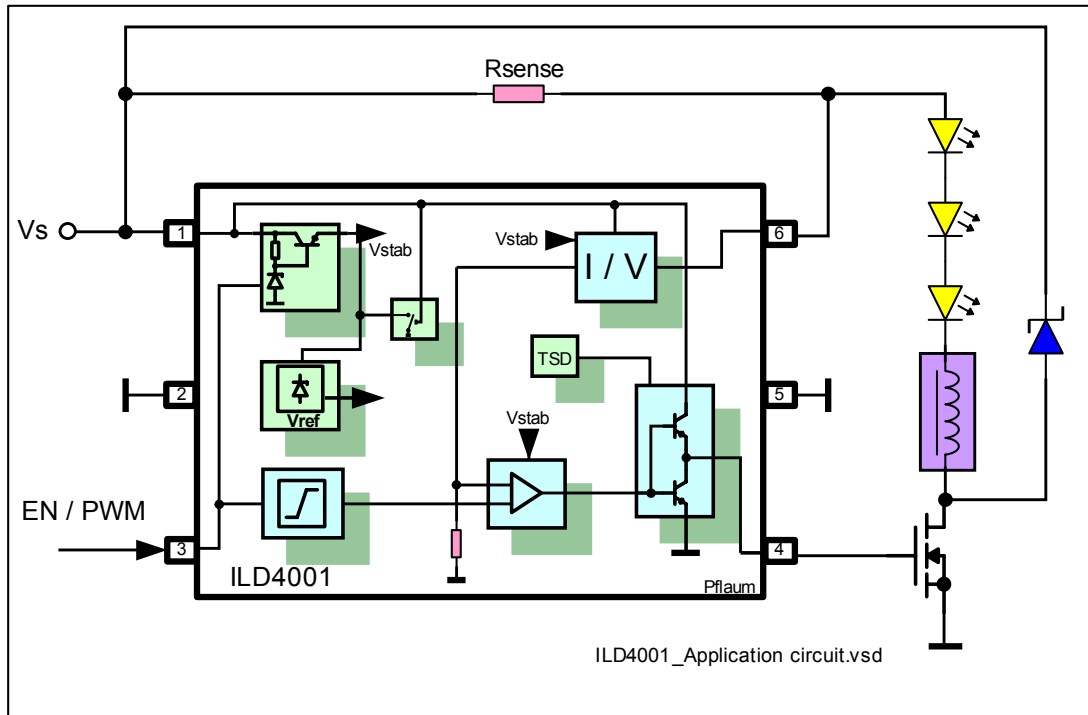 Rsense
Vs
1
Vstab
Vstab
I / V
6
TSD
2
5
Vref
Vstab
EN / PWM
3
4
ILD4001
Pflaum
ILD4001_Application circuit.vsd